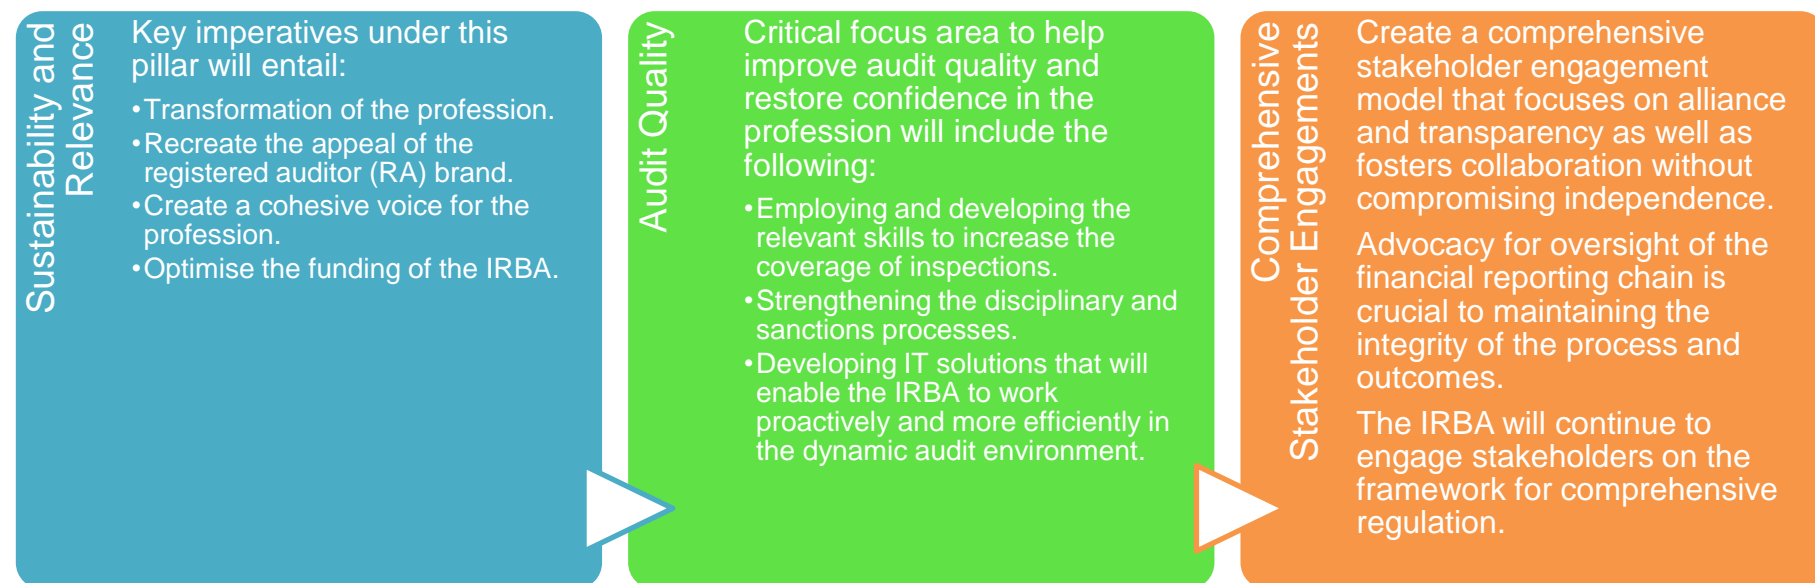 Sustainability and
Relevance
Key imperatives under this
pillar will entail:
•Transformation of the profession.
•Recreate the appeal of the
registered auditor (RA) brand.
•Create a cohesive voice for the
profession.
•Optimise the funding of the IRBA.
Audit Quality
Critical focus area to help
improve audit quality and
restore confidence in the
profession will include the
following:
•Employing and developing the
relevant skills to increase the
coverage of inspections.
•Strengthening the disciplinary and
sanctions processes.
•Developing IT solutions that will
enable the IRBA to work
proactively and more efficiently in
the dynamic audit environment.
Comprehensive
Stakeholder Engagements
Create a comprehensive
stakeholder engagement
model that focuses on alliance
and transparency as well as
fosters collaboration without
compromising independence.
Advocacy for oversight of the
financial reporting chain is
crucial to maintaining the
integrity of the process and
outcomes.
The IRBA will continue to
engage stakeholders on the
framework for comprehensive
regulation.